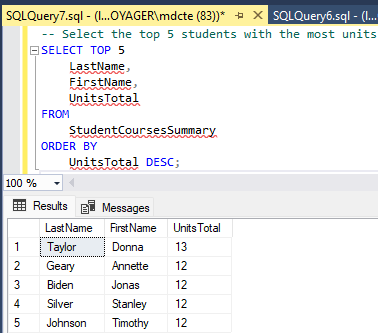 SQLQuery7.sql - (l...OYAGER\mdcte (83))* SQLQuery6.sql - (l...
-- Select the top 5 students with the most units
SELECT TOP 5
LastName,
FirstName,
UnitsTotal
FROM
StudentCoursesSummary
ORDER BY
UnitsTotal DESC;
100 %
Results Messages
LastName FirstName UnitsTotal
1 Taylor Donna 13
2 Geary Annette 12
3 Biden Jonas 12
4 Silver Stanley 12
5 Johnson Timothy 12